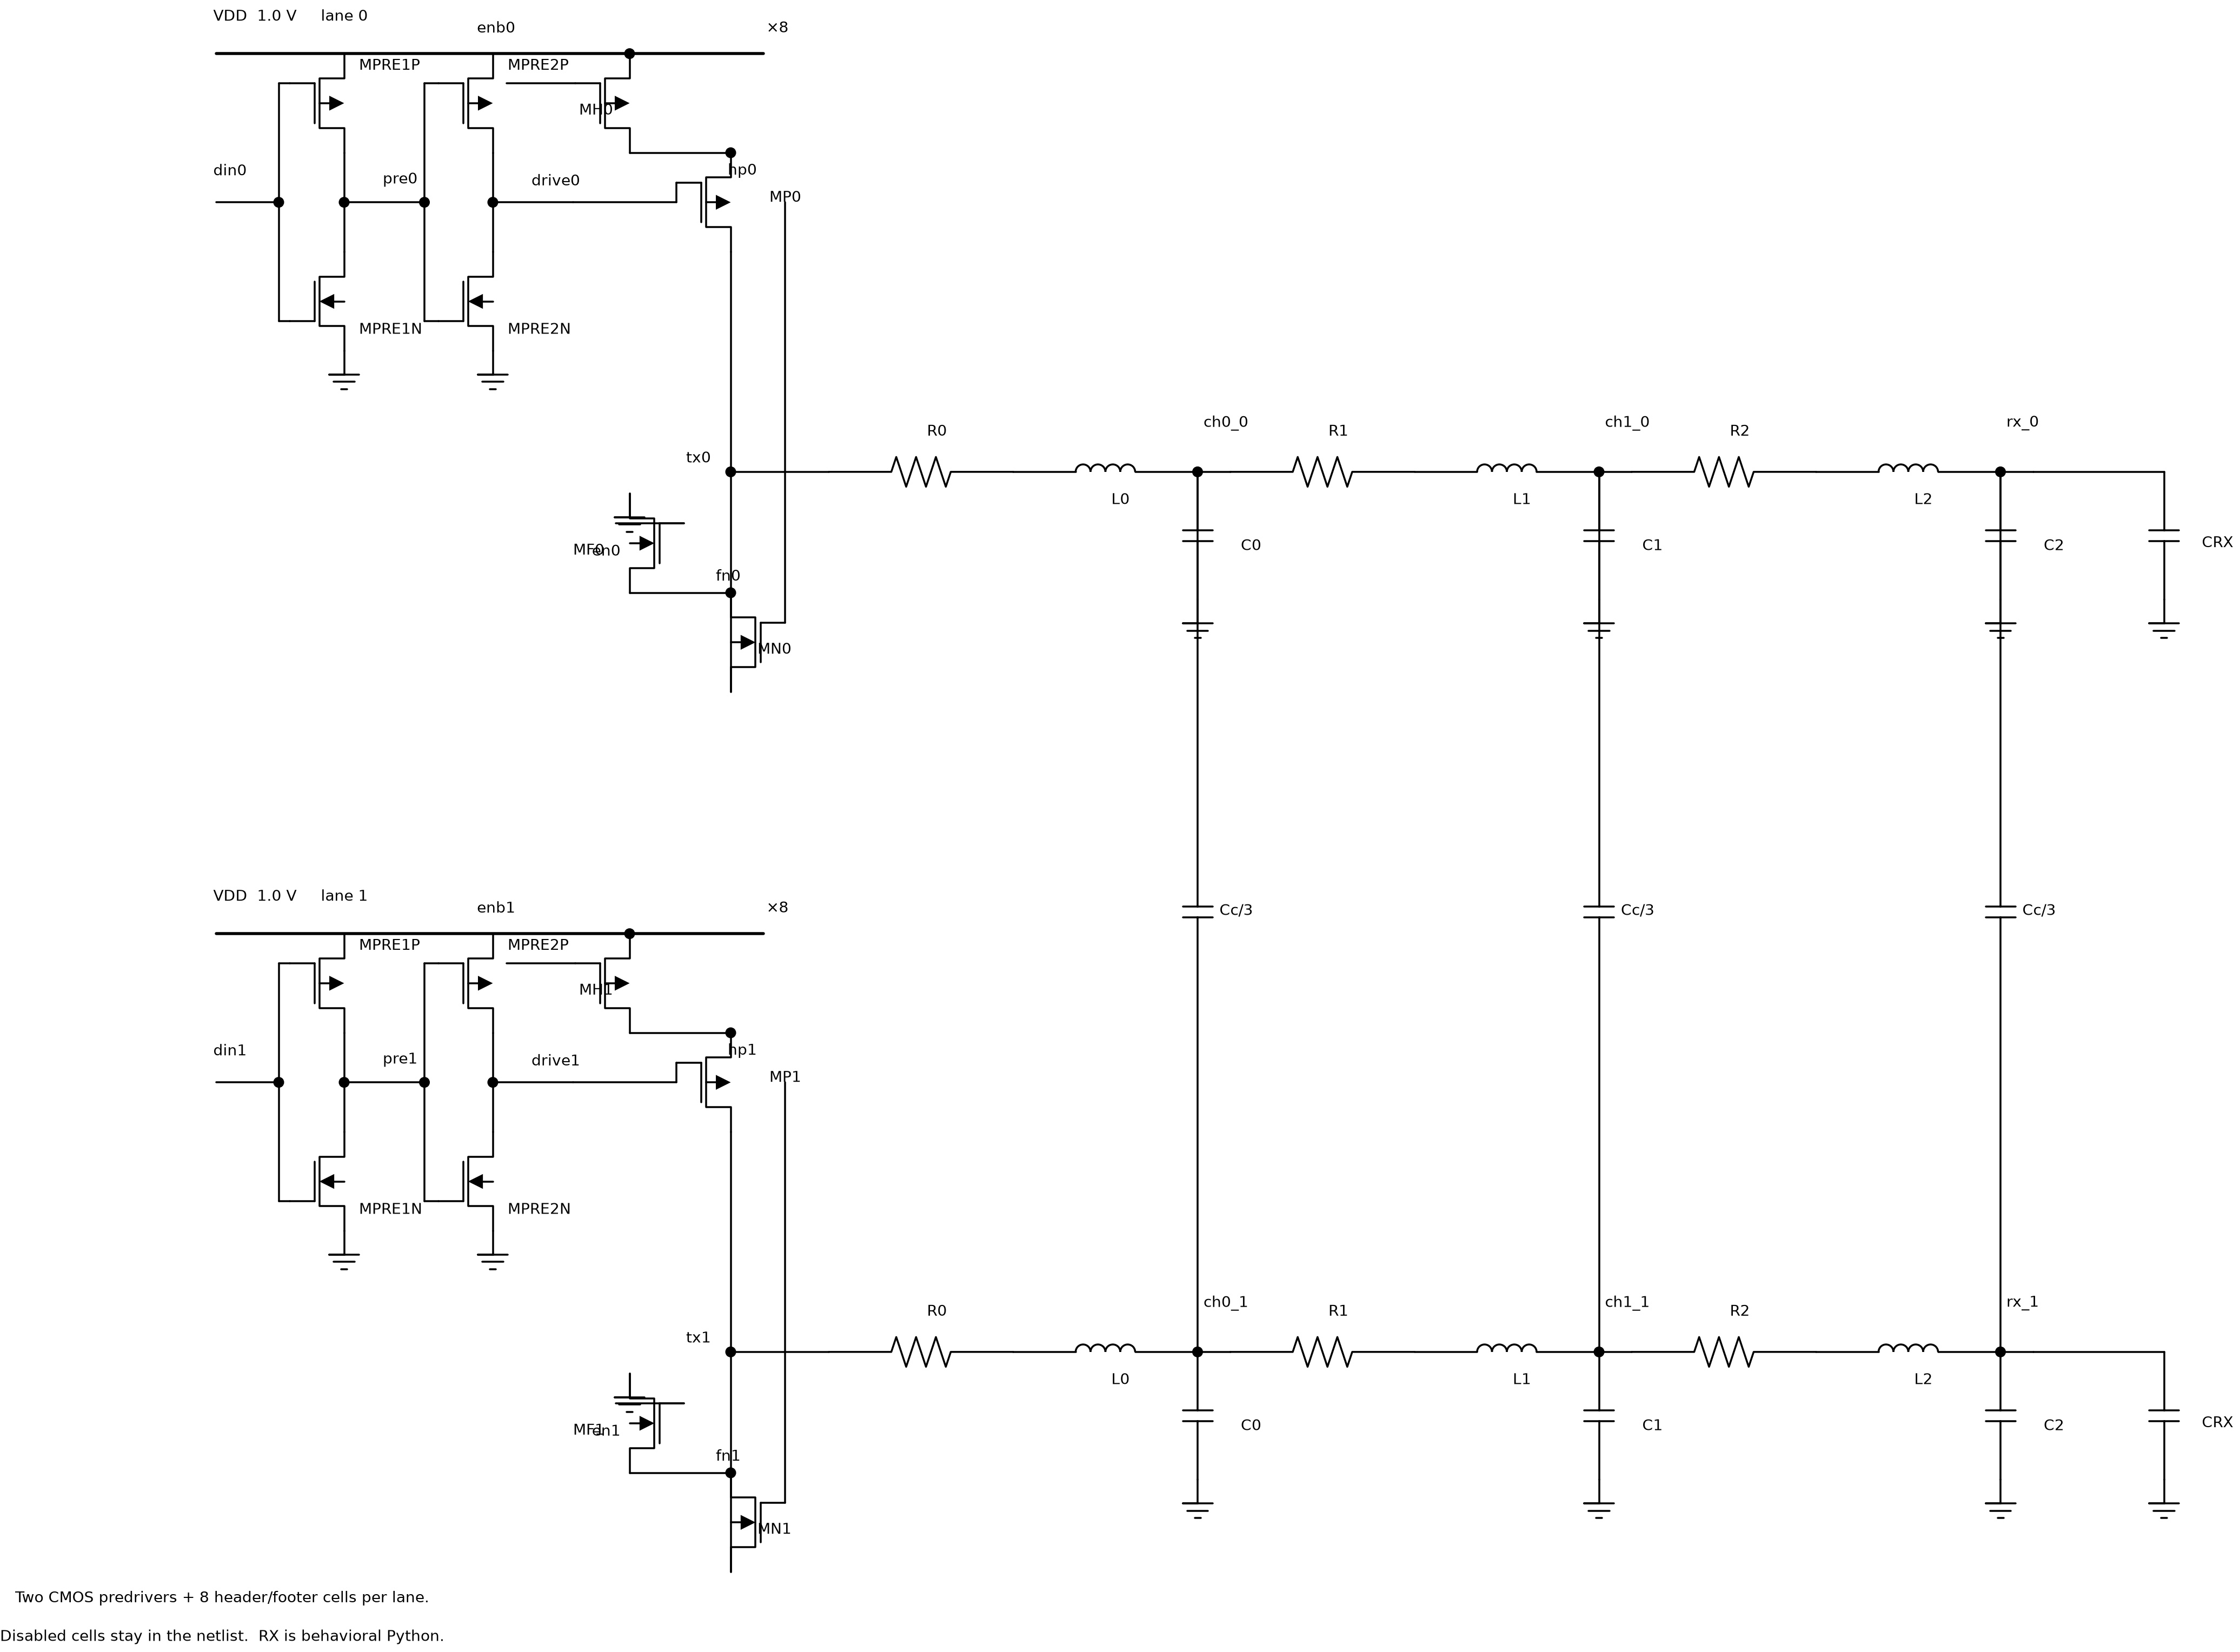 VDD  1.0 V     lane 0
enb0
×8
MPRE1P
MPRE2P
MH0
din0
pre0
drive0
hp0
MP0
MPRE1N
MPRE2N
tx0
R0
L0
ch0_0
R1
L1
ch1_0
R2
L2
rx_0
MF0
en0
fn0
MN0
C0
C1
C2
CRX
Cc/3
Cc/3
Cc/3
VDD  1.0 V     lane 1
enb1
×8
MPRE1P
MPRE2P
MH1
din1
pre1
drive1
hp1
MP1
MPRE1N
MPRE2N
tx1
R0
L0
ch0_1
R1
L1
ch1_1
R2
L2
rx_1
MF1
en1
fn1
MN1
C0
C1
C2
CRX
Two CMOS predrivers + 8 header/footer cells per lane.
Disabled cells stay in the netlist.  RX is behavioral Python.